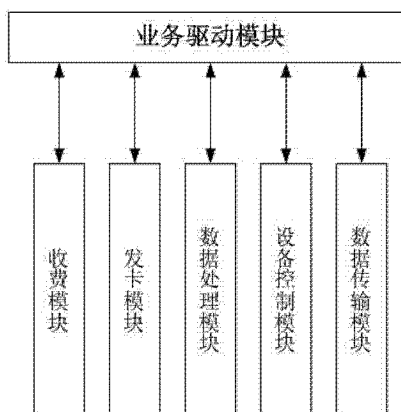 业务驱动模块
收费模块
发卡模块
数据处理模块
设备控制模块
数据传输模块